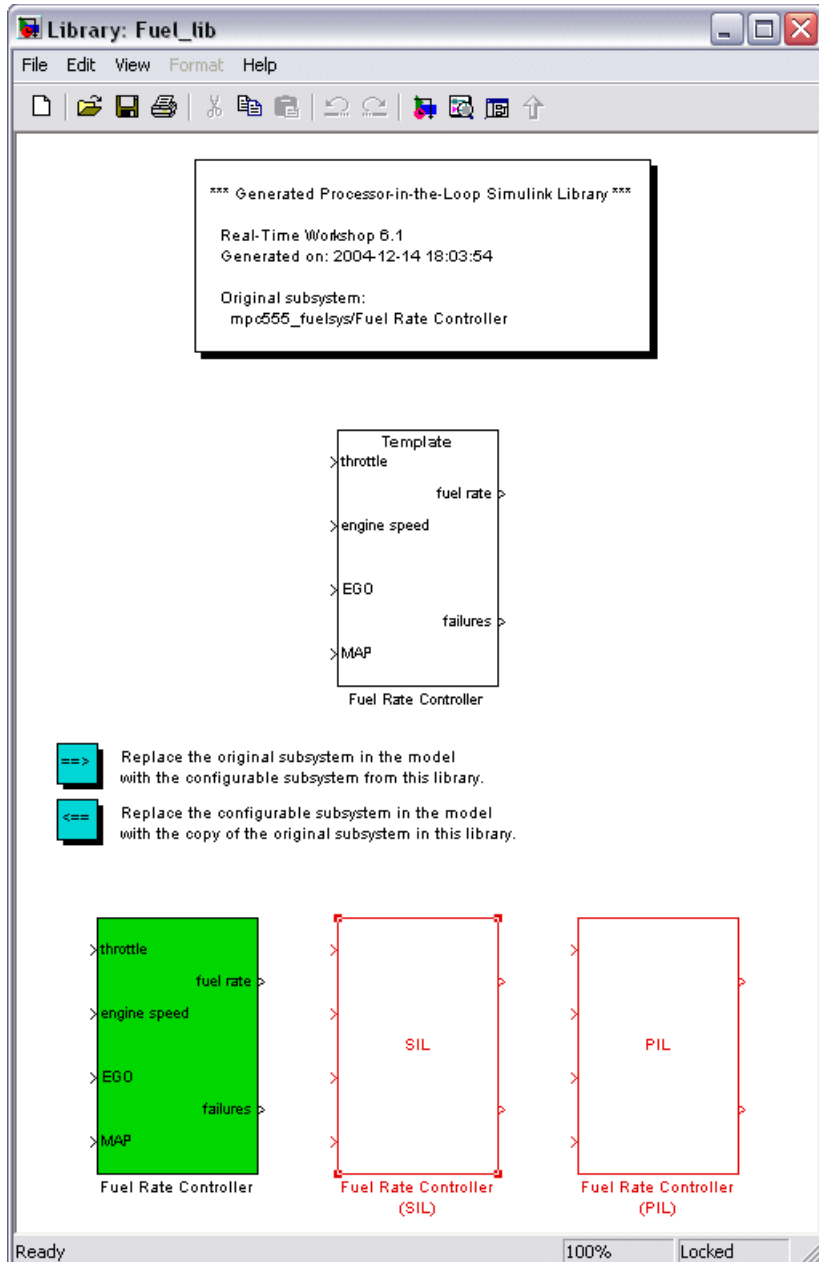 Library: Fuel_lib
File Edit View Format Help
*** Generated Processor-in-the-Loop Simulink Library ***
Real-Time Workshop 6.1
Generated on: 2004-12-14 18:03:54
Original subsystem:
mpc555_fuelsys/Fuel Rate Controller
Template
throttle
fuel rate
engine speed
EGO
failures
MAP
Fuel Rate Controller
==>
Replace the original subsystem in the model
with the configurable subsystem from this library.
<==
Replace the configurable subsystem in the model
with the copy of the original subsystem in this library.
throttle
fuel rate
engine speed
EGO
failures
MAP
Fuel Rate Controller
SIL
Fuel Rate Controller
(SIL)
PIL
Fuel Rate Controller
(PIL)
Ready 100% Locked